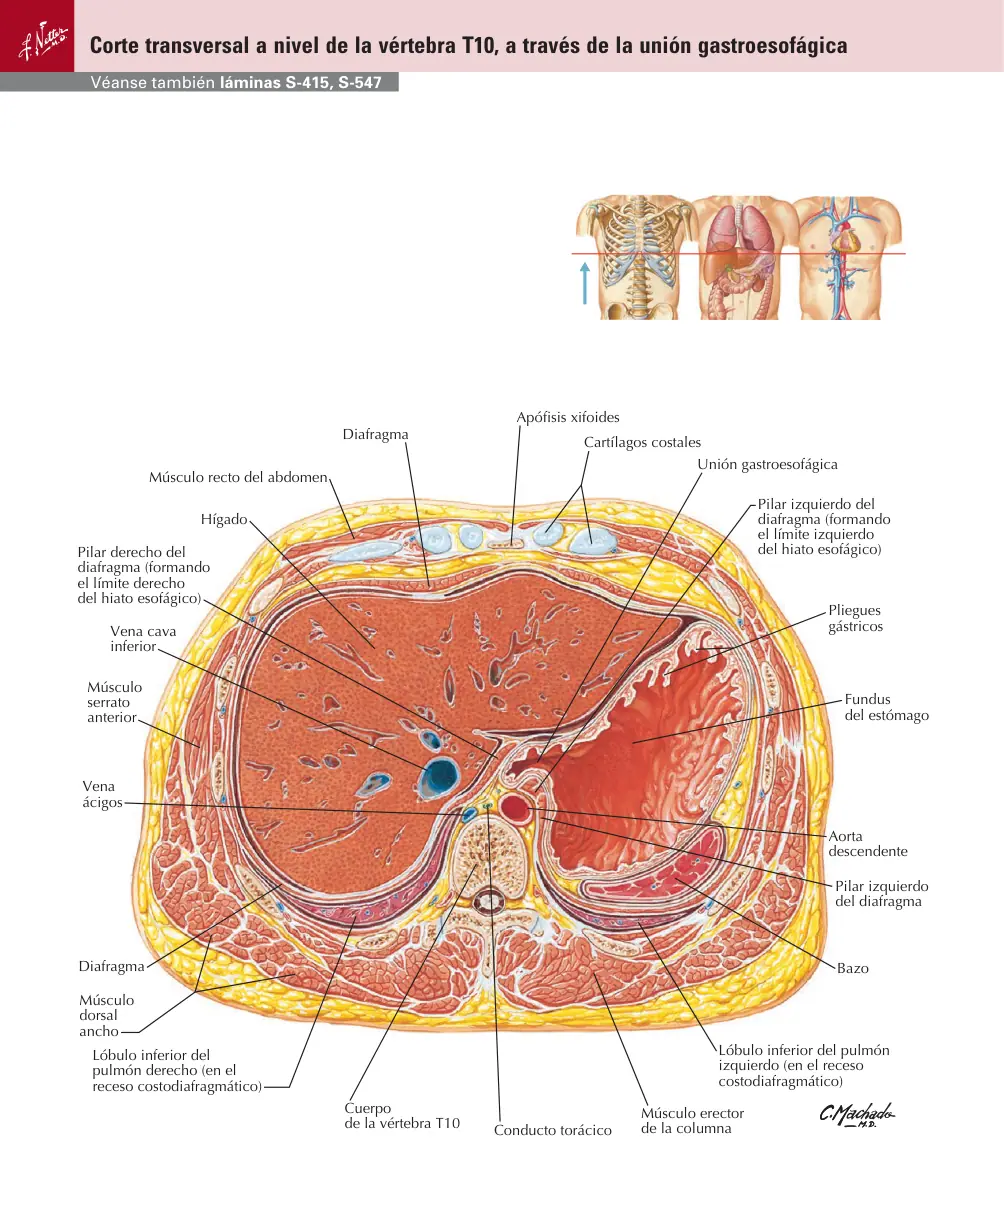 F. Netter M.D.
Corte transversal a nivel de la vértebra T10, a través de la unión gastroesofágica
Véanse también láminas S-415, S-547
Apófisis xifoides
Diafragma
Cartílagos costales
Unión gastroesofágica
Músculo recto del abdomen
Pilar izquierdo del
diafragma (formando
el límite izquierdo
del hiato esofágico)
Hígado
Pilar derecho del
diafragma (formando
el límite derecho
del hiato esofágico)
Pliegues
gástricos
Vena cava
inferior
Músculo
serrato
anterior
Fundus
del estómago
Vena
ácigos
Aorta
descendente
Pilar izquierdo
del diafragma
Diafragma
Bazo
Músculo
dorsal
ancho
Lóbulo inferior del
pulmón derecho (en el
receso costodiafragmático)
Lóbulo inferior del pulmón
izquierdo (en el receso
costodiafragmático)
Cuerpo
de la vértebra T10
Conducto torácico
Músculo erector
de la columna
C. Machado
M.D.